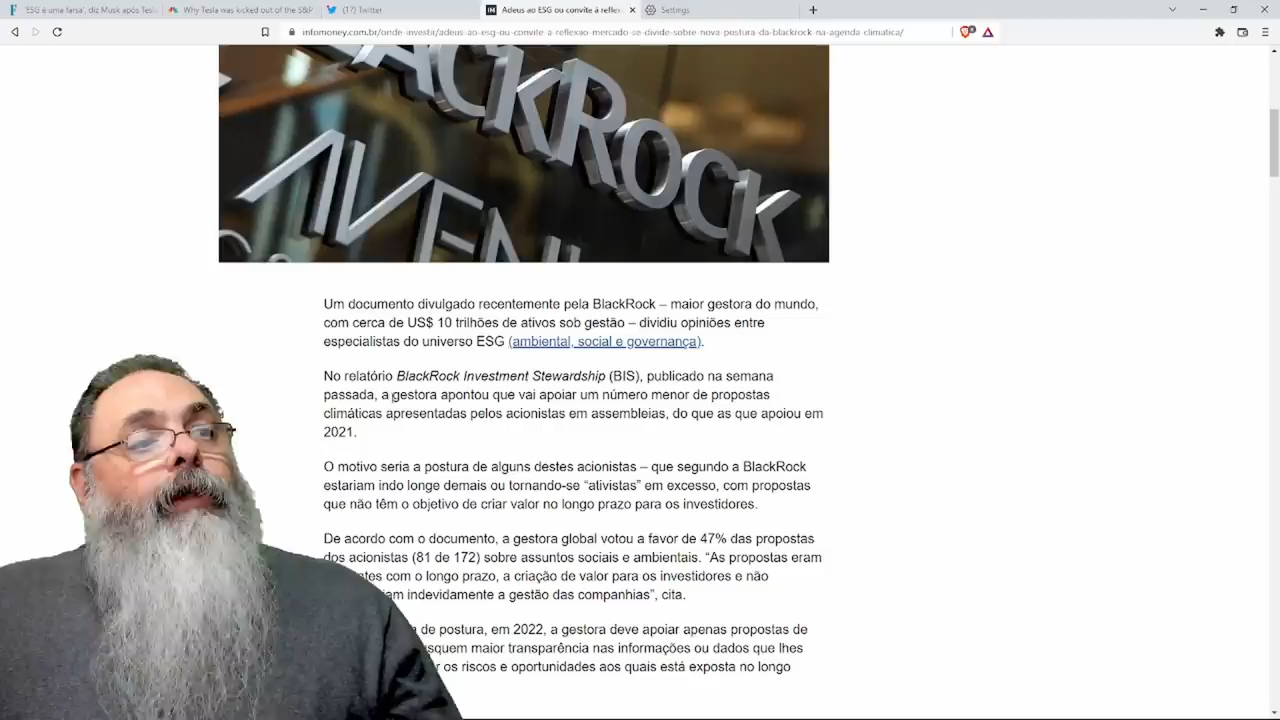 'ESG é uma farsa', diz Musk após Tesl
Why Tesla was kicked out of the S&P
(17) Twitter
Adeus ao ESG ou convite à reflex
Settings
infomoney.com.br/onde-investir/adeus-ao-esg-ou-convite-a-reflexao-mercado-se-divide-sobre-nova-postura-da-blackrock-na-agenda-climatica/
BLACKROCK
AVEN
Um documento divulgado recentemente pela BlackRock – maior gestora do mundo,
com cerca de US$ 10 trilhões de ativos sob gestão – dividiu opiniões entre
especialistas do universo ESG (ambiental, social e governança).
No relatório BlackRock Investment Stewardship (BIS), publicado na semana
passada, a gestora apontou que vai apoiar um número menor de propostas
climáticas apresentadas pelos acionistas em assembleias, do que as que apoiou em
2021.
O motivo seria a postura de alguns destes acionistas – que segundo a BlackRock
estariam indo longe demais ou tornando-se “ativistas” em excesso, com propostas
que não têm o objetivo de criar valor no longo prazo para os investidores.
De acordo com o documento, a gestora global votou a favor de 47% das propostas
dos acionistas (81 de 172) sobre assuntos sociais e ambientais. “As propostas eram
com o longo prazo, a criação de valor para os investidores e não
indevidamente a gestão das companhias”, cita.
de postura, em 2022, a gestora deve apoiar apenas propostas de
maior transparência nas informações ou dados que lhes
os riscos e oportunidades aos quais está exposta no longo